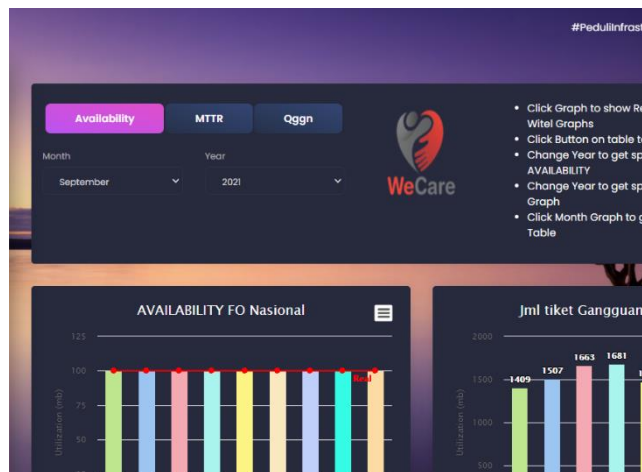 #PeduliInfrast
Availability
MTTR
Qggn
Month
Year
September
2021
WeCare
Click Graph to show Re
Witel Graphs
Click Button on table t
Change Year to get sp
AVAILABILITY
Change Year to get sp
Graph
Click Month Graph to g
Table
AVAILABILITY FO Nasional
125
100
75
50
Utilization (mb)
Real
Jml tiket Gangguan
2000
1500
1000
500
Utilization (mb)
1409
1507
1663
1681